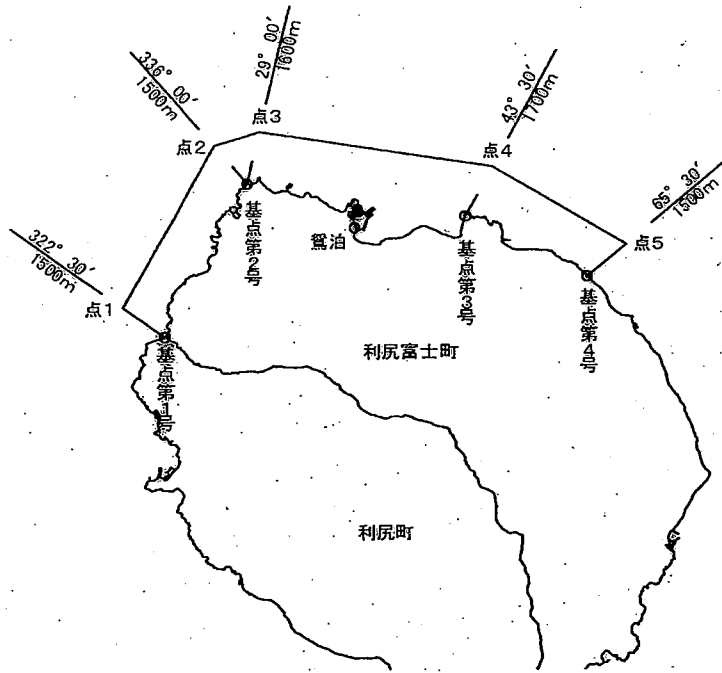 29° 00′
1600m
点3
336° 00′
1500m
点2
43° 30′
1700m
点4
65° 30′
1500m
点5
322° 30′
1500m
点1
基点第2号
鴛泊
基点第3号
基点第4号
基点第1号
利尻富士町
利尻町